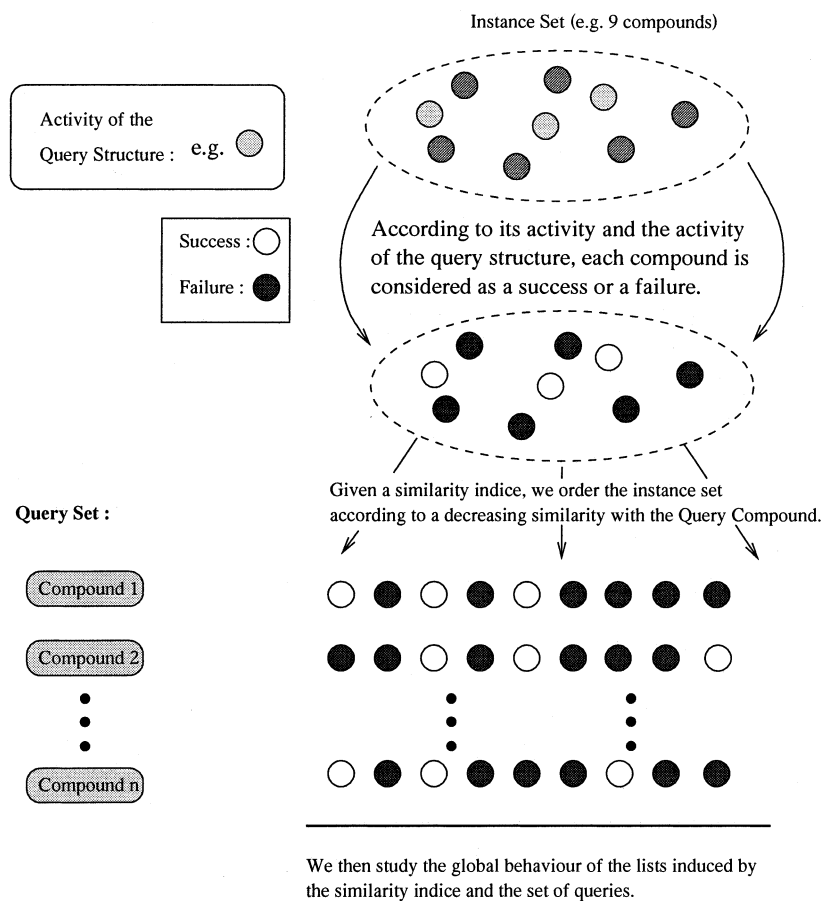 Instance Set (e.g. 9 compounds)
Activity of the
Query Structure : e.g.
Success :
Failure :
According to its activity and the activity
of the query structure, each compound is
considered as a success or a failure.
Given a similarity indice, we order the instance set
according to a decreasing similarity with the Query Compound.
Query Set :
Compound 1
Compound 2
Compound n
We then study the global behaviour of the lists induced by
the similarity indice and the set of queries.